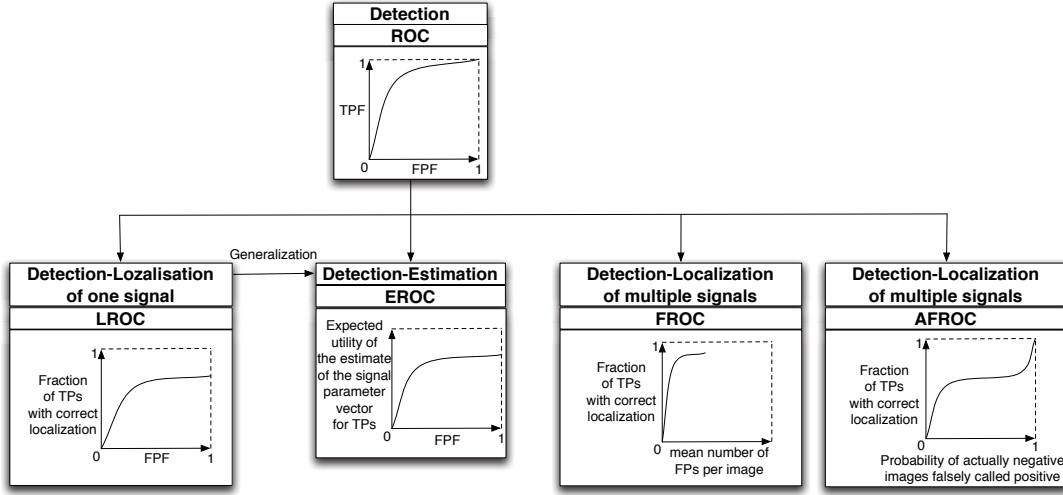 Detection
ROC
1
TPF
0
FPF
1
Generalization
Detection-Lozalisation
of one signal
LROC
1
Fraction
of TPs
with correct
localization
0
FPF
1
Detection-Estimation
EROC
Expected
utility of
the estimate
of the signal
parameter
vector
for TPs
1
0
FPF
1
Detection-Localization
of multiple signals
FROC
1
Fraction
of TPs
with correct
localization
0
mean number of
FPs per image
Detection-Localization
of multiple signals
AFROC
1
Fraction
of TPs
with correct
localization
0
1
Probability of actually negative
images falsely called positive